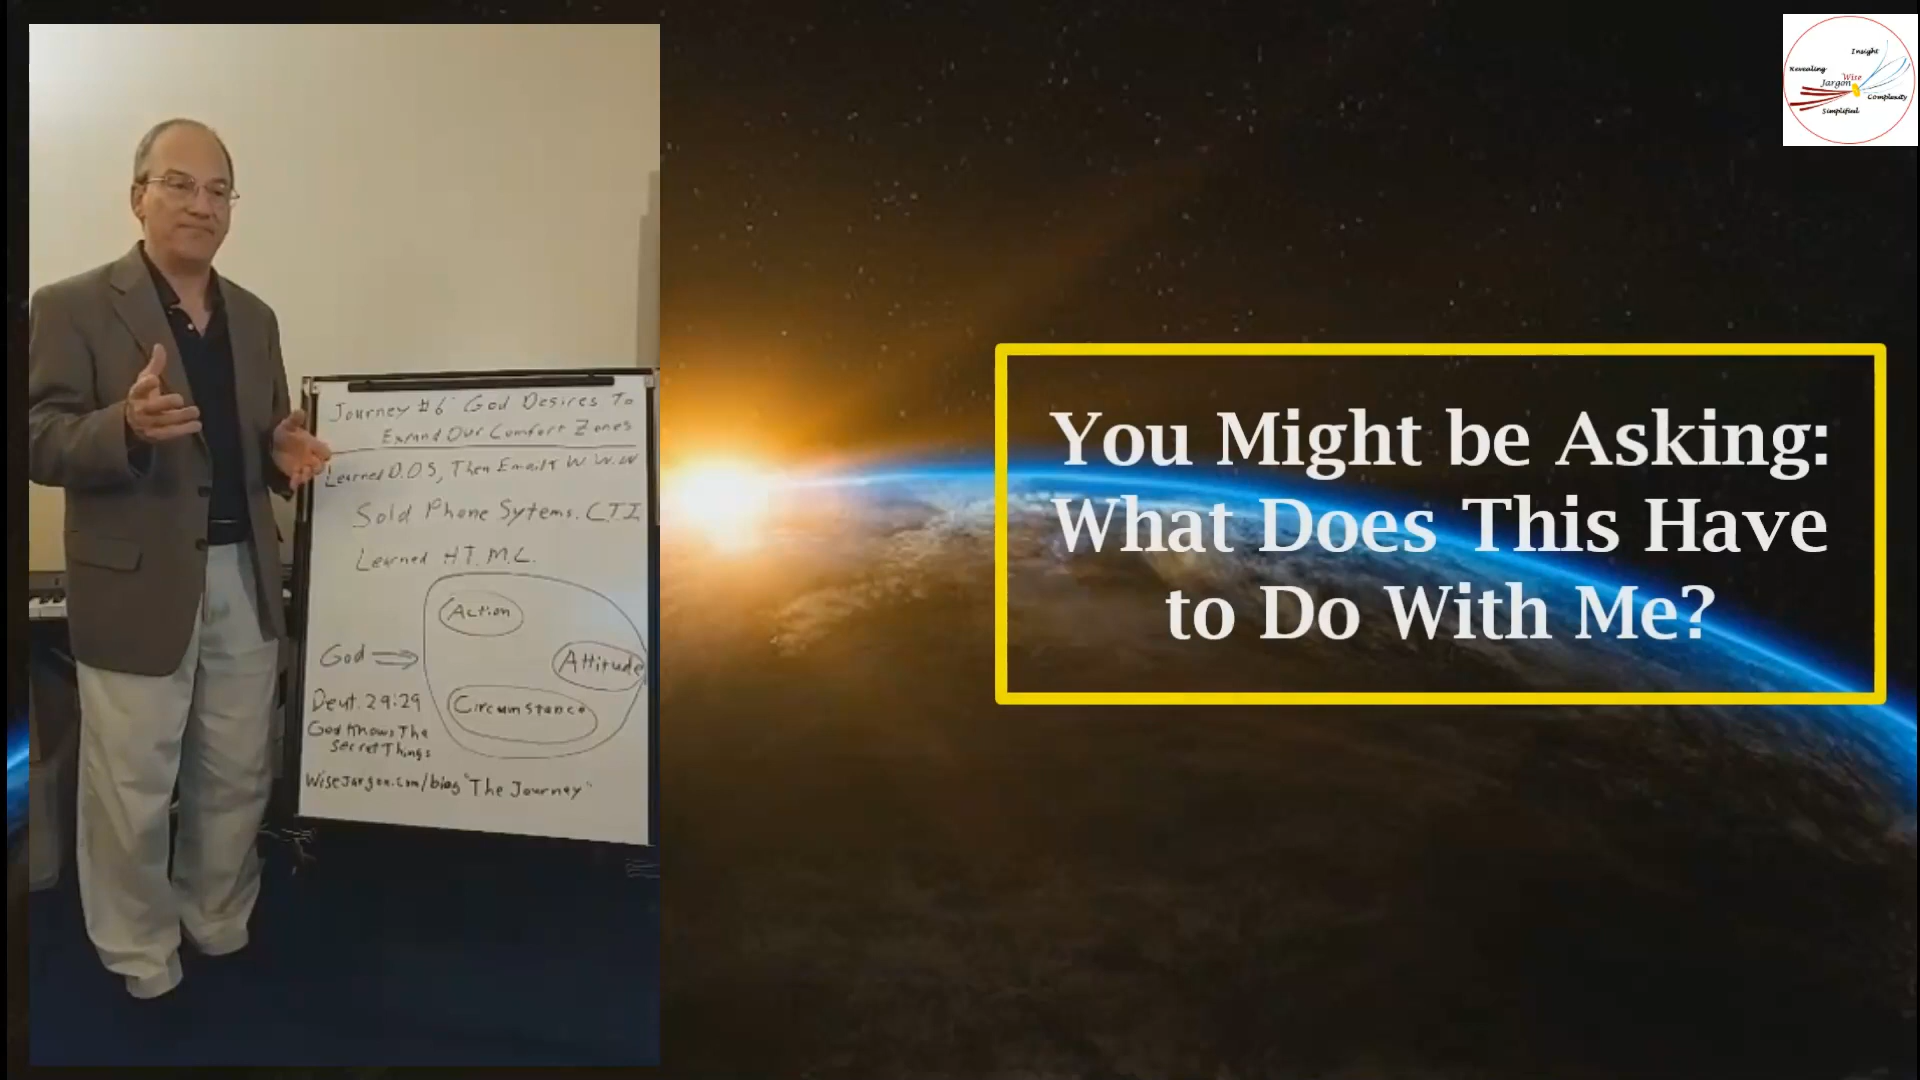 Journey #6 God Desires To
Expand Our Comfort Zones
Learned D.O.S, Then Email & W.W.W
Sold Phone Sytems. CTI
Learned H.T.M.L.
Action
God
Attitude
Deut. 29:29
Circumstance
God Knows The
Secret Things
WiseJargon.com/blog "The Journey"
You Might be Asking:
What Does This Have
to Do With Me?
Insight
Revealing
Wise
Jargon
Complexity
Simplified